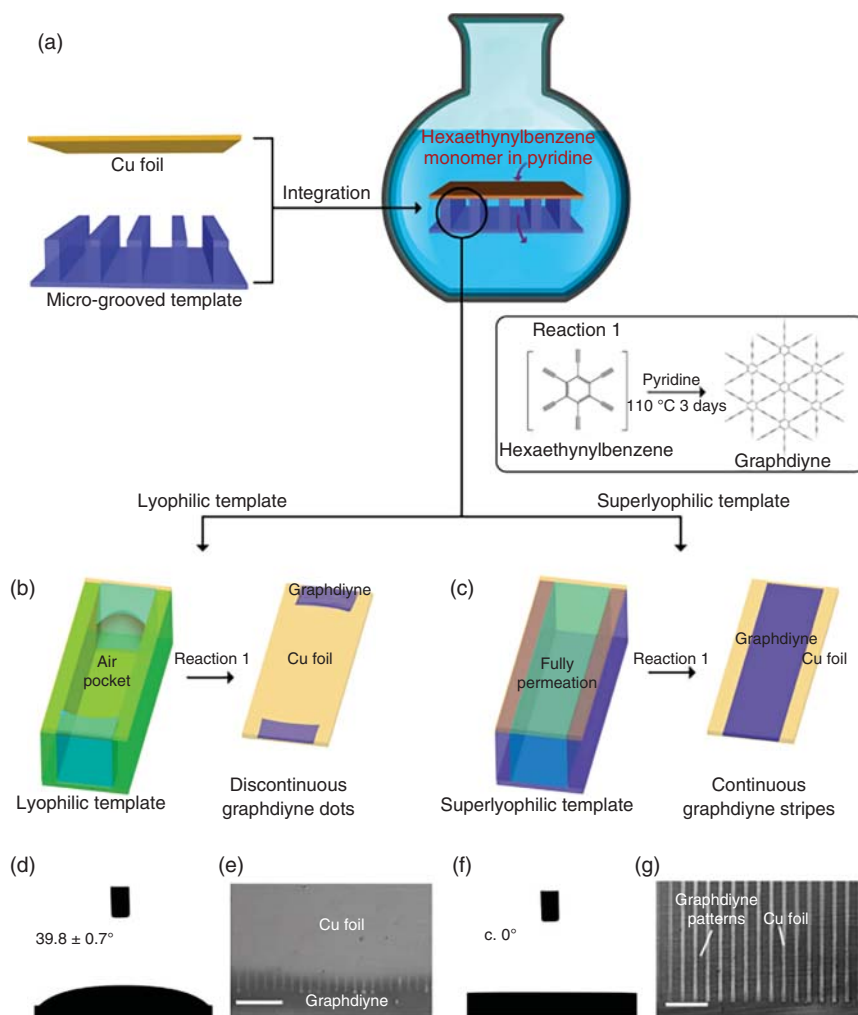 (a)
Cu foil
Integration
Micro-grooved template
Hexaethynylbenzene
monomer in pyridine
Reaction 1
Pyridine
110 °C 3 days
Hexaethynylbenzene
Graphdiyne
Lyophilic template
Superlyophilic template
(b)
Air
pocket
Reaction 1
Graphdiyne
Cu foil
Lyophilic template
Discontinuous
graphdiyne dots
(c)
Fully
permeation
Reaction 1
Graphdiyne
Cu foil
Superlyophilic template
Continuous
graphdiyne stripes
(d)
39.8 ± 0.7°
(e)
Cu foil
Graphdiyne
(f)
c. 0°
(g)
Graphdiyne
patterns
Cu foil